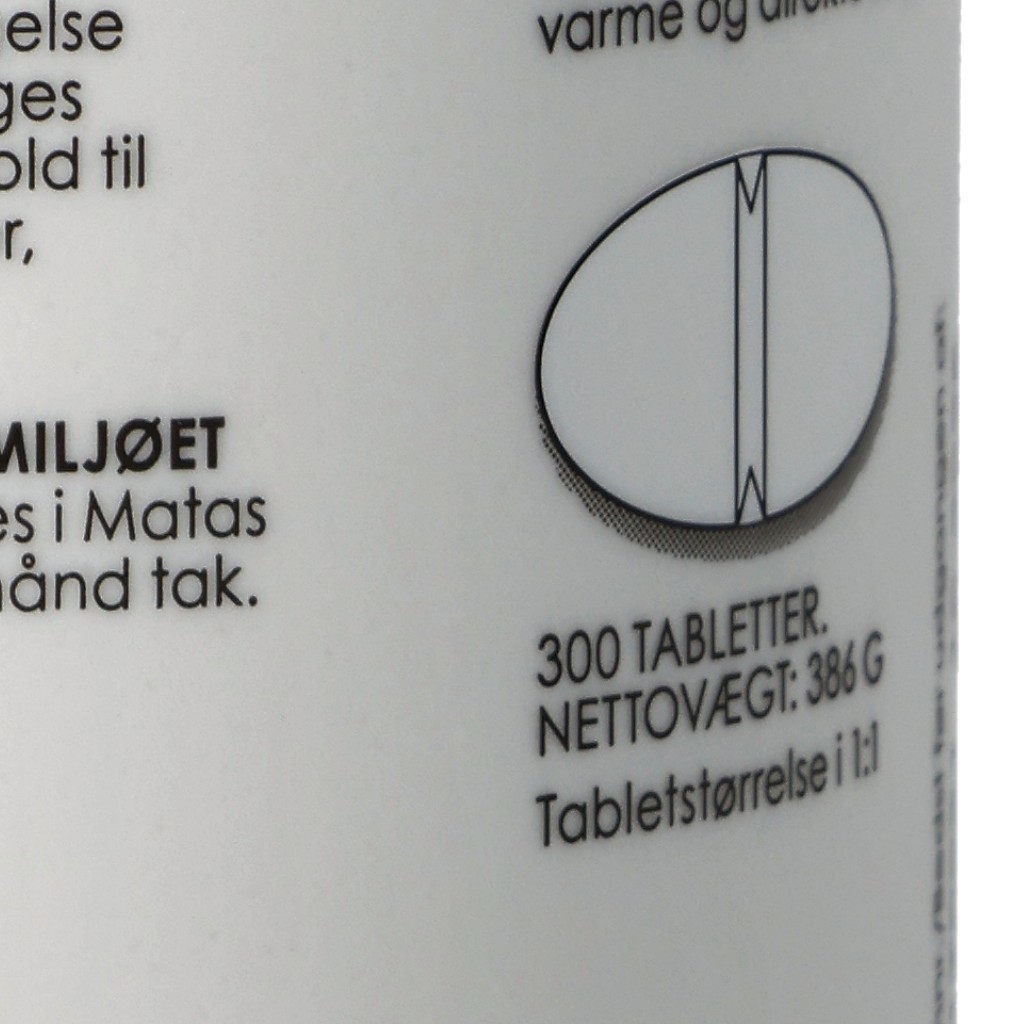 else
ges
old til
r,
MILJØET
es i Matas
hånd tak.
varme og
300 TABLETTER.
NETTOVÆGT: 386 G
Tabletstørrelse i 1:1